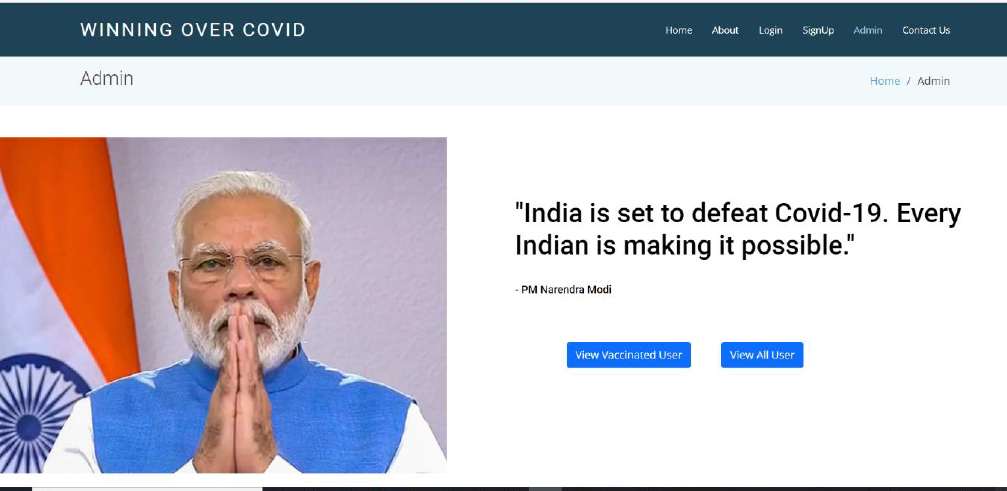 WINNING OVER COVID
Home About Login SignUp Admin Contact Us
Admin
Home / Admin
"India is set to defeat Covid-19. Every
Indian is making it possible."
- PM Narendra Modi
View Vaccinated User View All User